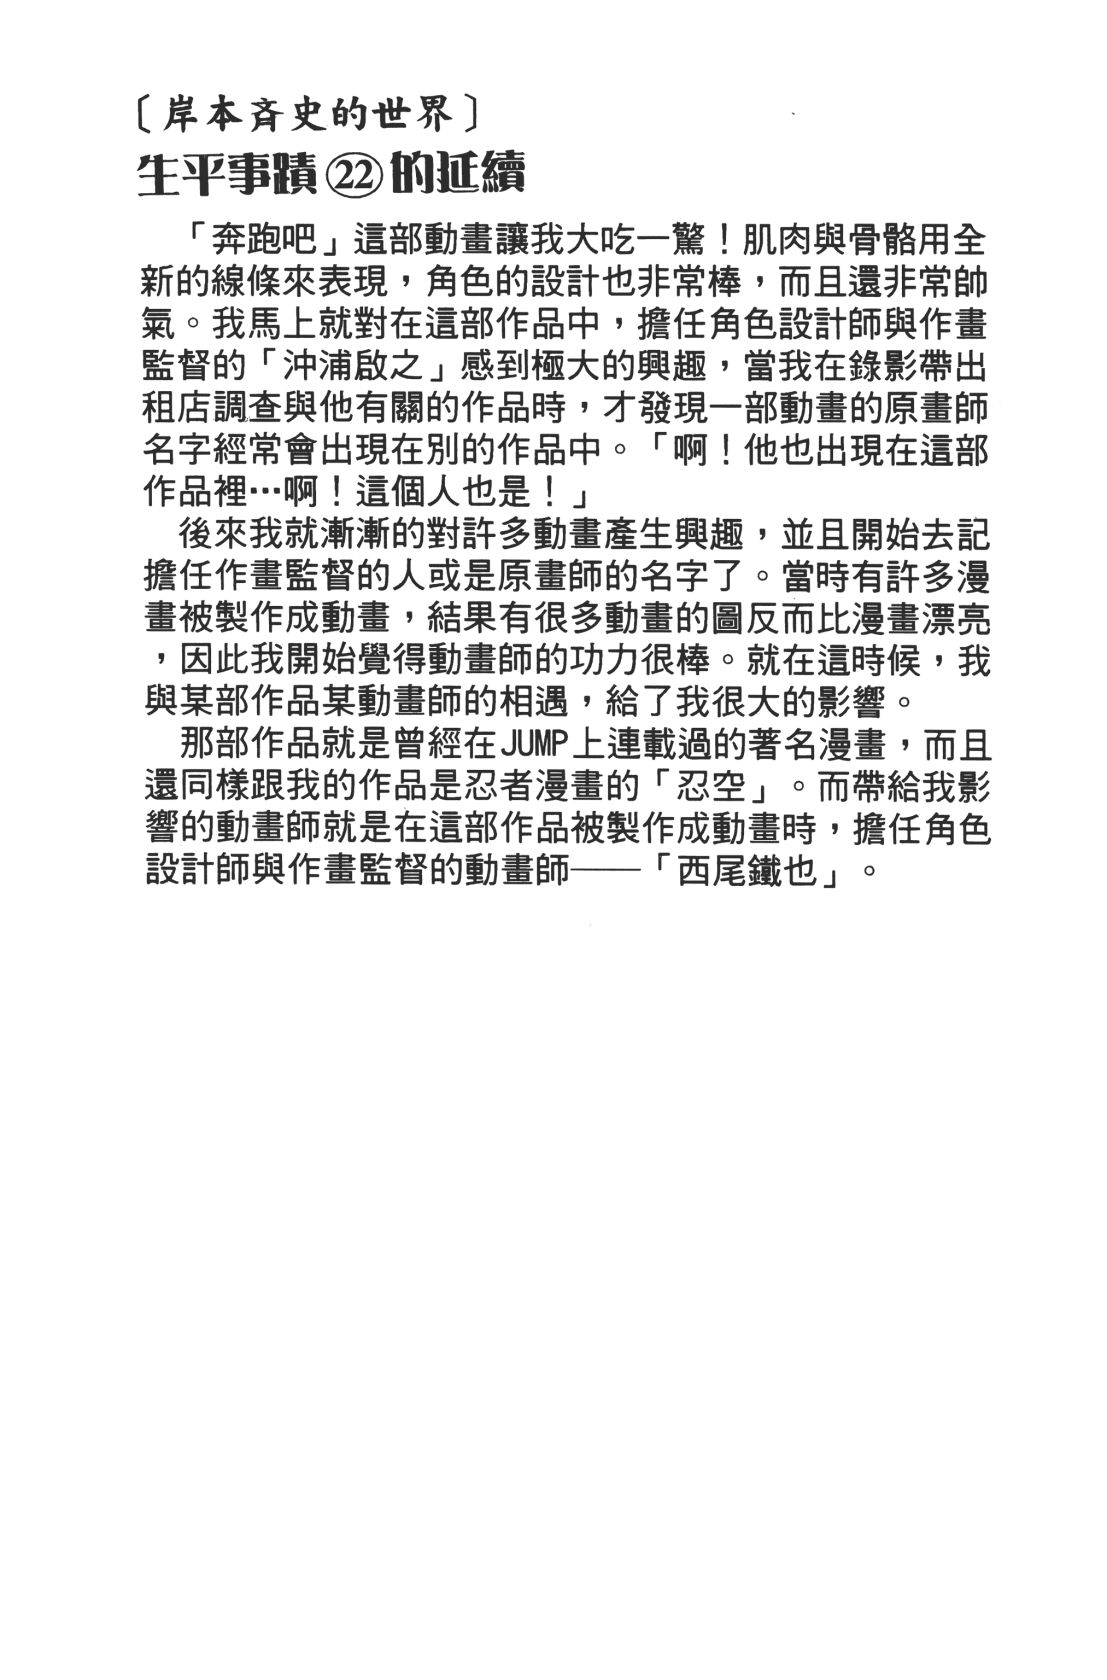 〔岸本斉史的世界〕
生平事蹟㉒的延續
「奔跑吧」這部動畫讓我大吃一驚！肌肉與骨骼用全
新的線條來表現，角色的設計也非常棒，而且還非常帥
氣。我馬上就對在這部作品中，擔任角色設計師與作畫
監督的「沖浦啟之」感到極大的興趣，當我在錄影帶出
租店調查與他有關的作品時，才發現一部動畫的原畫師
名字經常會出現在別的作品中。「啊！他也出現在這部
作品裡…啊！這個人也是！」
後來我就漸漸的對許多動畫產生興趣，並且開始去記
擔任作畫監督的人或是原畫師的名字了。當時有許多漫
畫被製作成動畫，結果有很多動畫的圖反而比漫畫漂亮
，因此我開始覺得動畫師的功力很棒。就在這時候，我
與某部作品某動畫師的相遇，給了我很大的影響。
那部作品就是曾經在JUMP上連載過的著名漫畫，而且
還同樣跟我的作品是忍者漫畫的「忍空」。而帶給我影
響的動畫師就是在這部作品被製作成動畫時，擔任角色
設計師與作畫監督的動畫師——「西尾鐵也」。